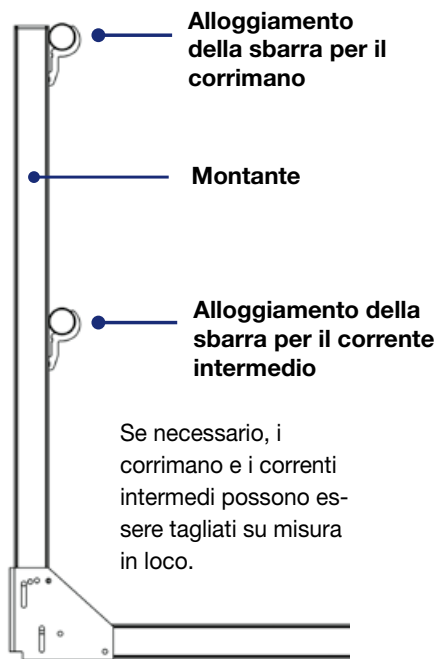 Alloggiamento
della sbarra per il
corrimano
Montante
Alloggiamento della
sbarra per il corrente
intermedio
Se necessario, i
corrimano e i correnti
intermedi possono es-
sere tagliati su misura
in loco.